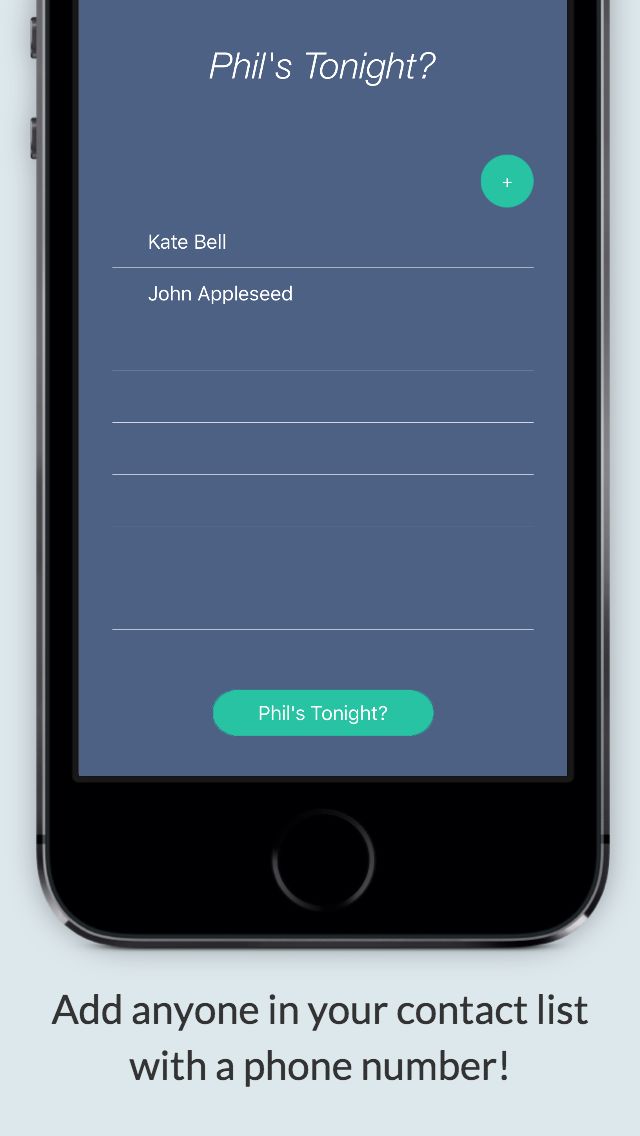 Phil's Tonight?
+
Kate Bell
John Appleseed
Phil's Tonight?
Add anyone in your contact list
with a phone number!